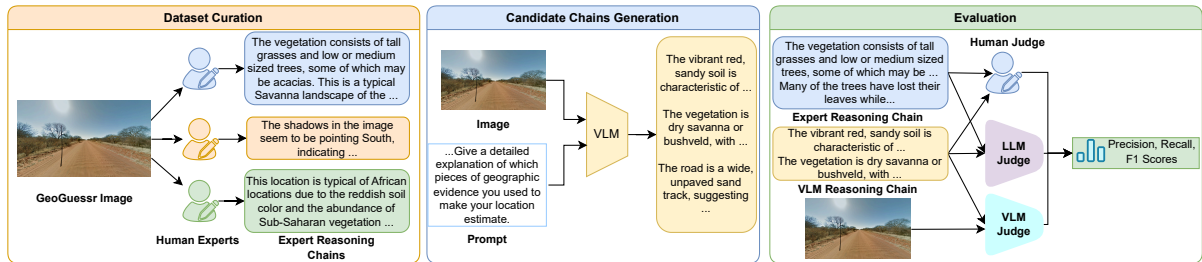 Dataset Curation
The vegetation consists of tall
grasses and low or medium
sized trees, some of which may
be acacias. This is a typical
Savanna landscape of the ...
The shadows in the image
seem to be pointing South,
indicating ...
This location is typical of African
locations due to the reddish soil
color and the abundance of
Sub-Saharan vegetation ...
GeoGuessr Image
Human Experts
Expert Reasoning
Chains
Candidate Chains Generation
Image
...Give a detailed
explanation of which
pieces of geographic
evidence you used to
make your location
estimate.
Prompt
VLM
The vibrant red,
sandy soil is
characteristic of ...
The vegetation is
dry savanna or
bushveld, with ...
The road is a wide,
unpaved sand
track, suggesting
...
Evaluation
The vegetation consists of tall
grasses and low or medium
sized trees, some of which may be ...
Many of the trees have lost their
leaves while...
Expert Reasoning Chain
The vibrant red, sandy soil is
characteristic of ...
The vegetation is dry savanna or
bushveld, with ...
VLM Reasoning Chain
Human Judge
LLM
Judge
VLM
Judge
Precision, Recall,
F1 Scores